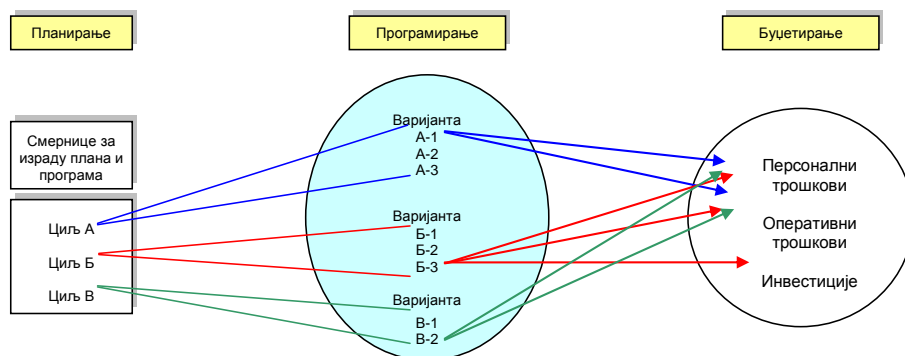 Планирање
Програмирање
Буџетирање
Смернице за
израду плана и
програма
Циљ А
Циљ Б
Циљ В
Варијанта
А-1
А-2
А-3
Варијанта
Б-1
Б-2
Б-3
Варијанта
В-1
В-2
Персонални
трошкови
Оперативни
трошкови
Инвестиције